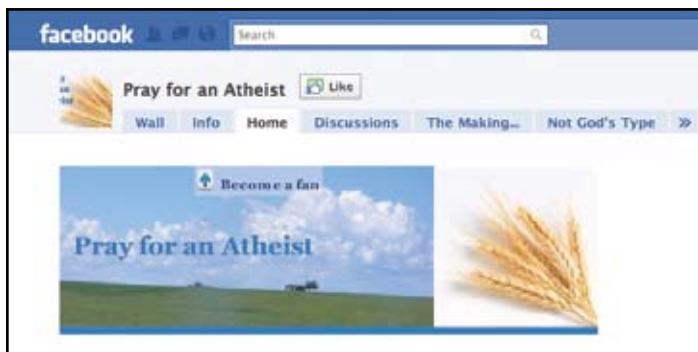 facebook Search
Pray for an Atheist Like
Wall Info Home Discussions The Making... Not God's Type »
Become a fan
Pray for an Atheist